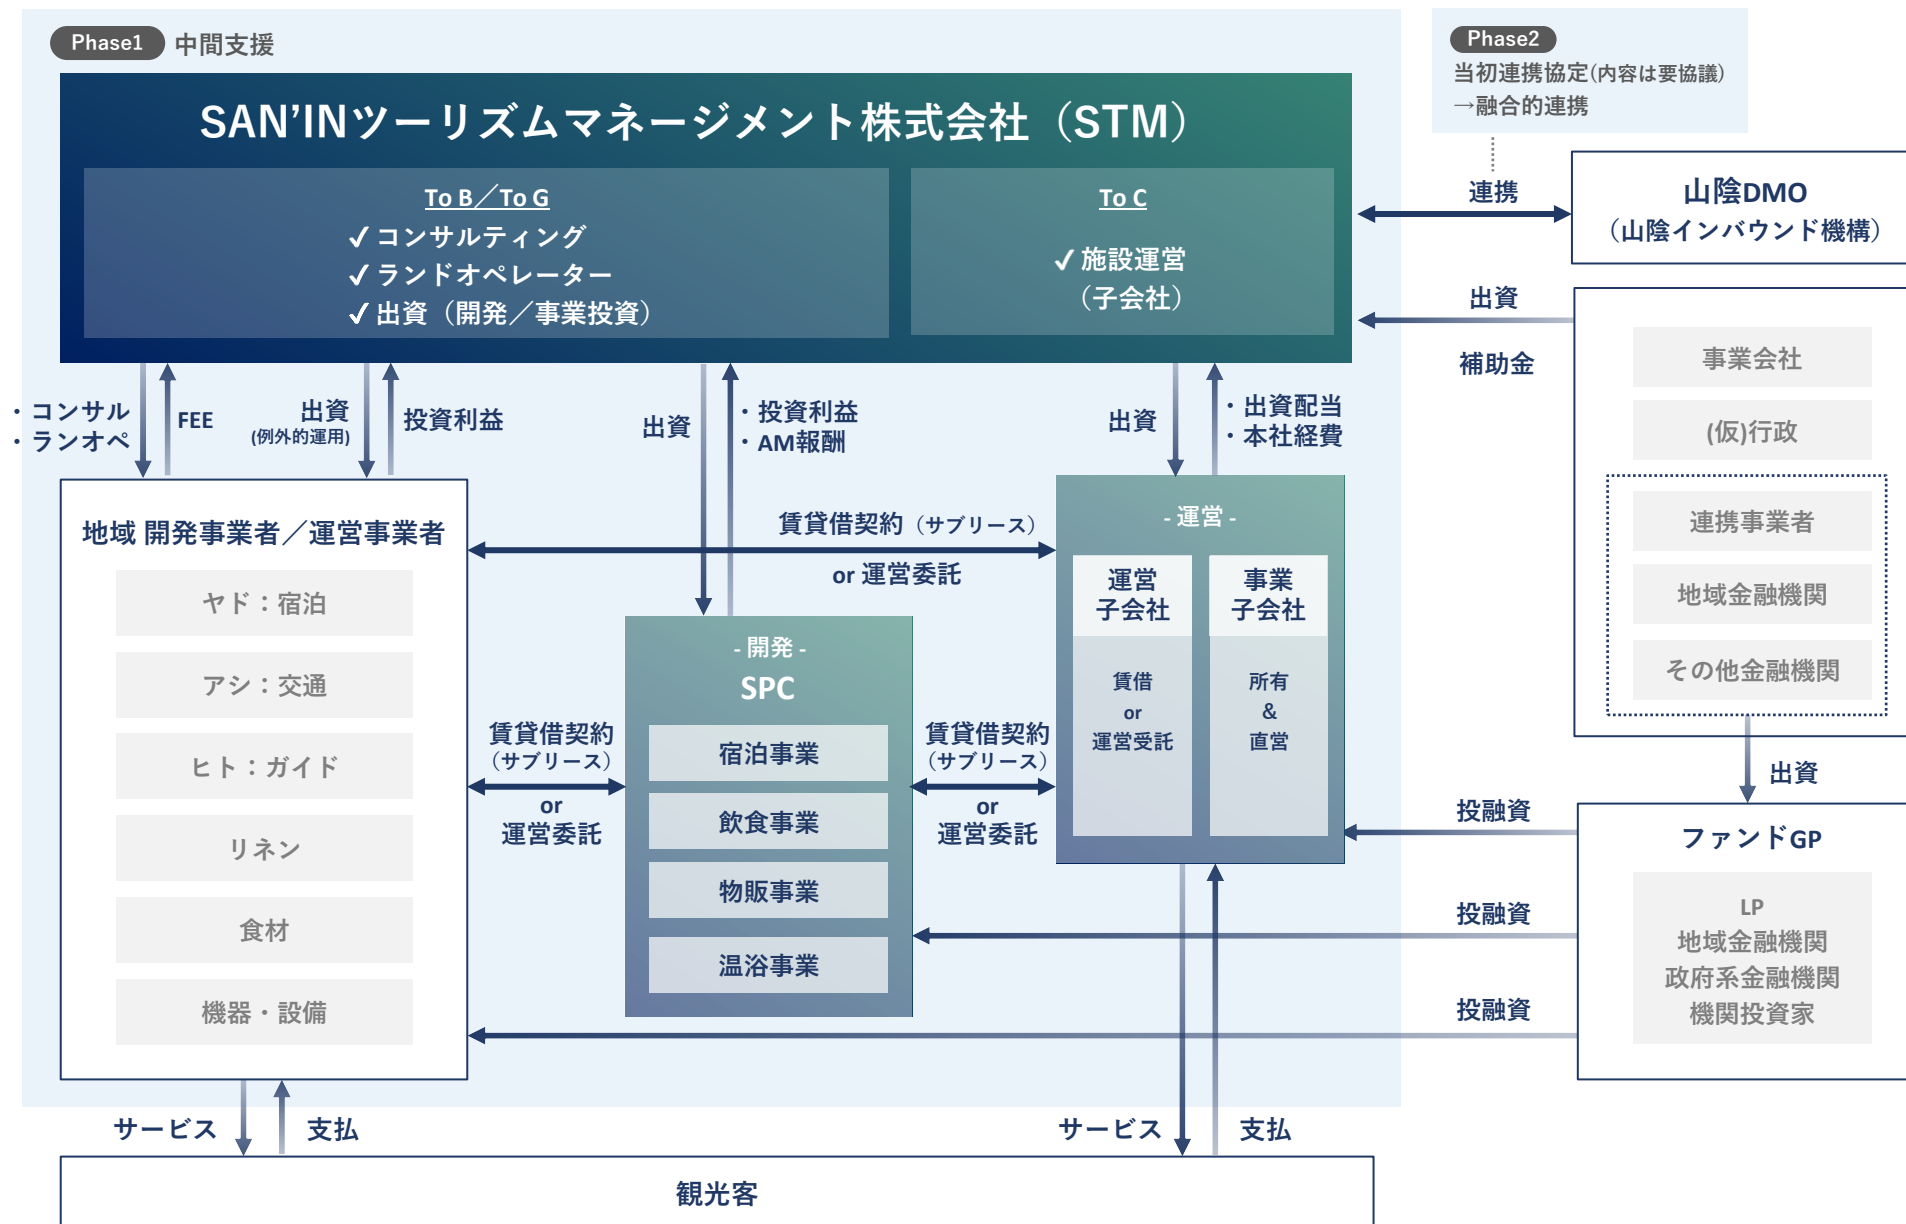 Phase1 中間支援
Phase2
当初連携協定(内容は要協議)
→融合的連携
SAN'INツーリズムマネージメント株式会社（STM）
To B／To G
✓ コンサルティング
✓ ランドオペレーター
✓ 出資（開発／事業投資）
To C
✓ 施設運営
（子会社）
連携
山陰DMO
（山陰インバウンド機構）
出資
補助金
事業会社
(仮)行政
連携事業者
地域金融機関
その他金融機関
出資
・コンサル
・ランオペ
FEE
出資
(例外的運用)
投資利益
出資
・投資利益
・AM報酬
出資
・出資配当
・本社経費
地域 開発事業者／運営事業者
ヤド：宿泊
アシ：交通
ヒト：ガイド
リネン
食材
機器・設備
賃貸借契約（サブリース）
or 運営委託
賃貸借契約
（サブリース）
or
運営委託
- 開発 -
SPC
宿泊事業
飲食事業
物販事業
温浴事業
賃貸借契約
（サブリース）
or
運営委託
- 運営 -
運営
子会社
賃借
or
運営受託
事業
子会社
所有
&
直営
投融資
投融資
投融資
ファンドGP
LP
地域金融機関
政府系金融機関
機関投資家
サービス
支払
サービス
支払
観光客